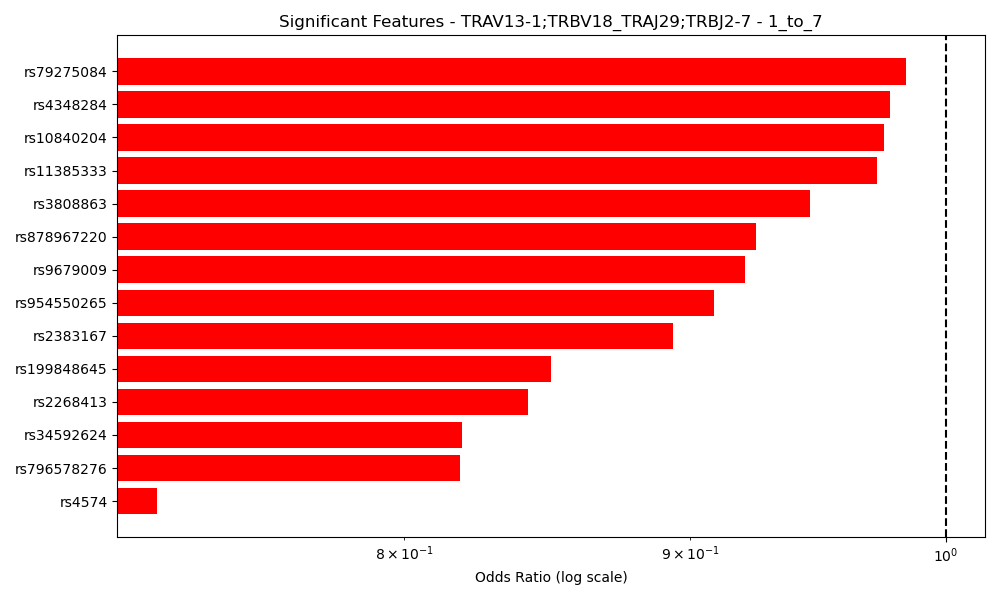 Significant Features - TRAV13-1;TRBV18_TRAJ29;TRBJ2-7 - 1_to_7
rs79275084
rs4348284
rs10840204
rs11385333
rs3808863
rs878967220
rs9679009
rs954550265
rs2383167
rs199848645
rs2268413
rs34592624
rs796578276
rs4574
8 × 10⁻¹
9 × 10⁻¹
10⁰
Odds Ratio (log scale)